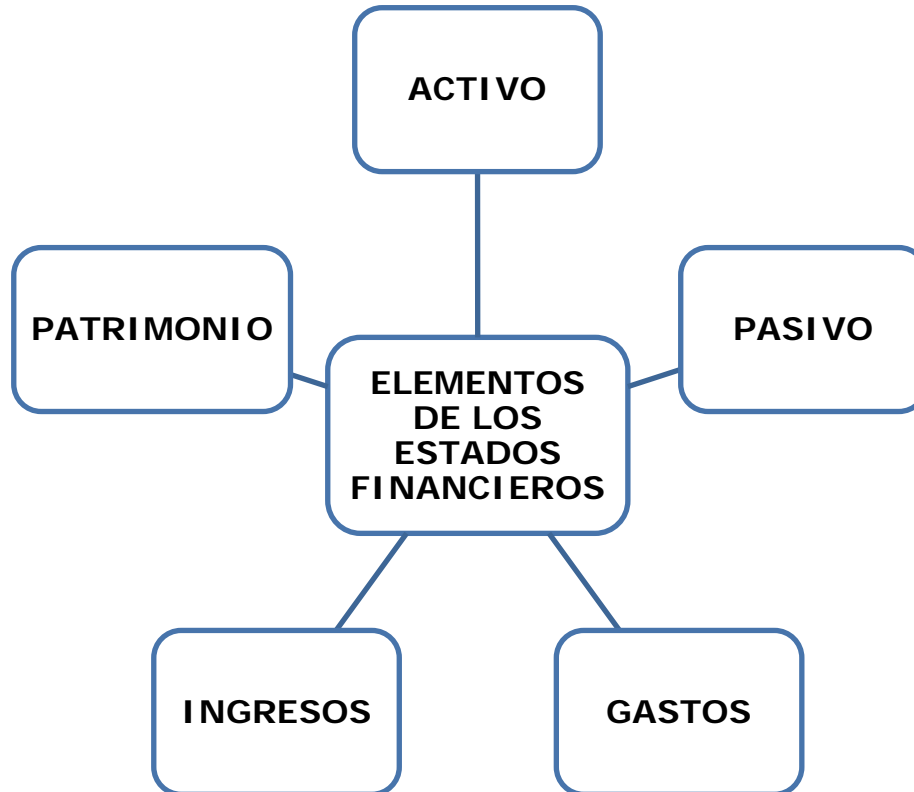 ACTIVO
PATRIMONIO
PASIVO
ELEMENTOS
DE LOS
ESTADOS
FINANCIEROS
INGRESOS
GASTOS